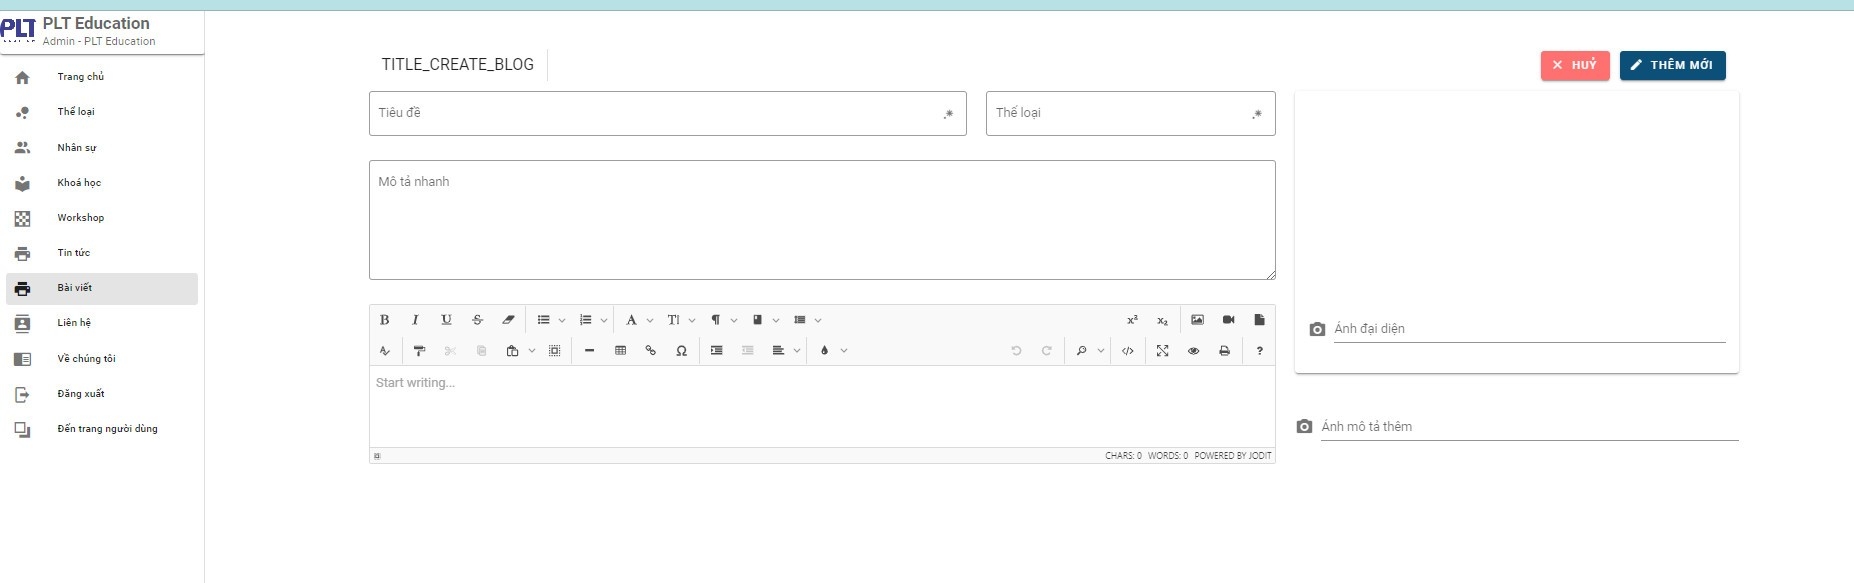 PLT
PLT Education
Admin - PLT Education
Trang chủ
Thể loại
Nhân sự
Khoá học
Workshop
Tin tức
Bài viết
Liên hệ
Về chúng tôi
Đăng xuất
Đến trang người dùng
TITLE_CREATE_BLOG
HUỶ
THÊM MỚI
Tiêu đề
Thể loại
Mô tả nhanh
Start writing...
CHARS: 0 WORDS: 0 POWERED BY JODIT
Ảnh đại diện
Ảnh mô tả thêm